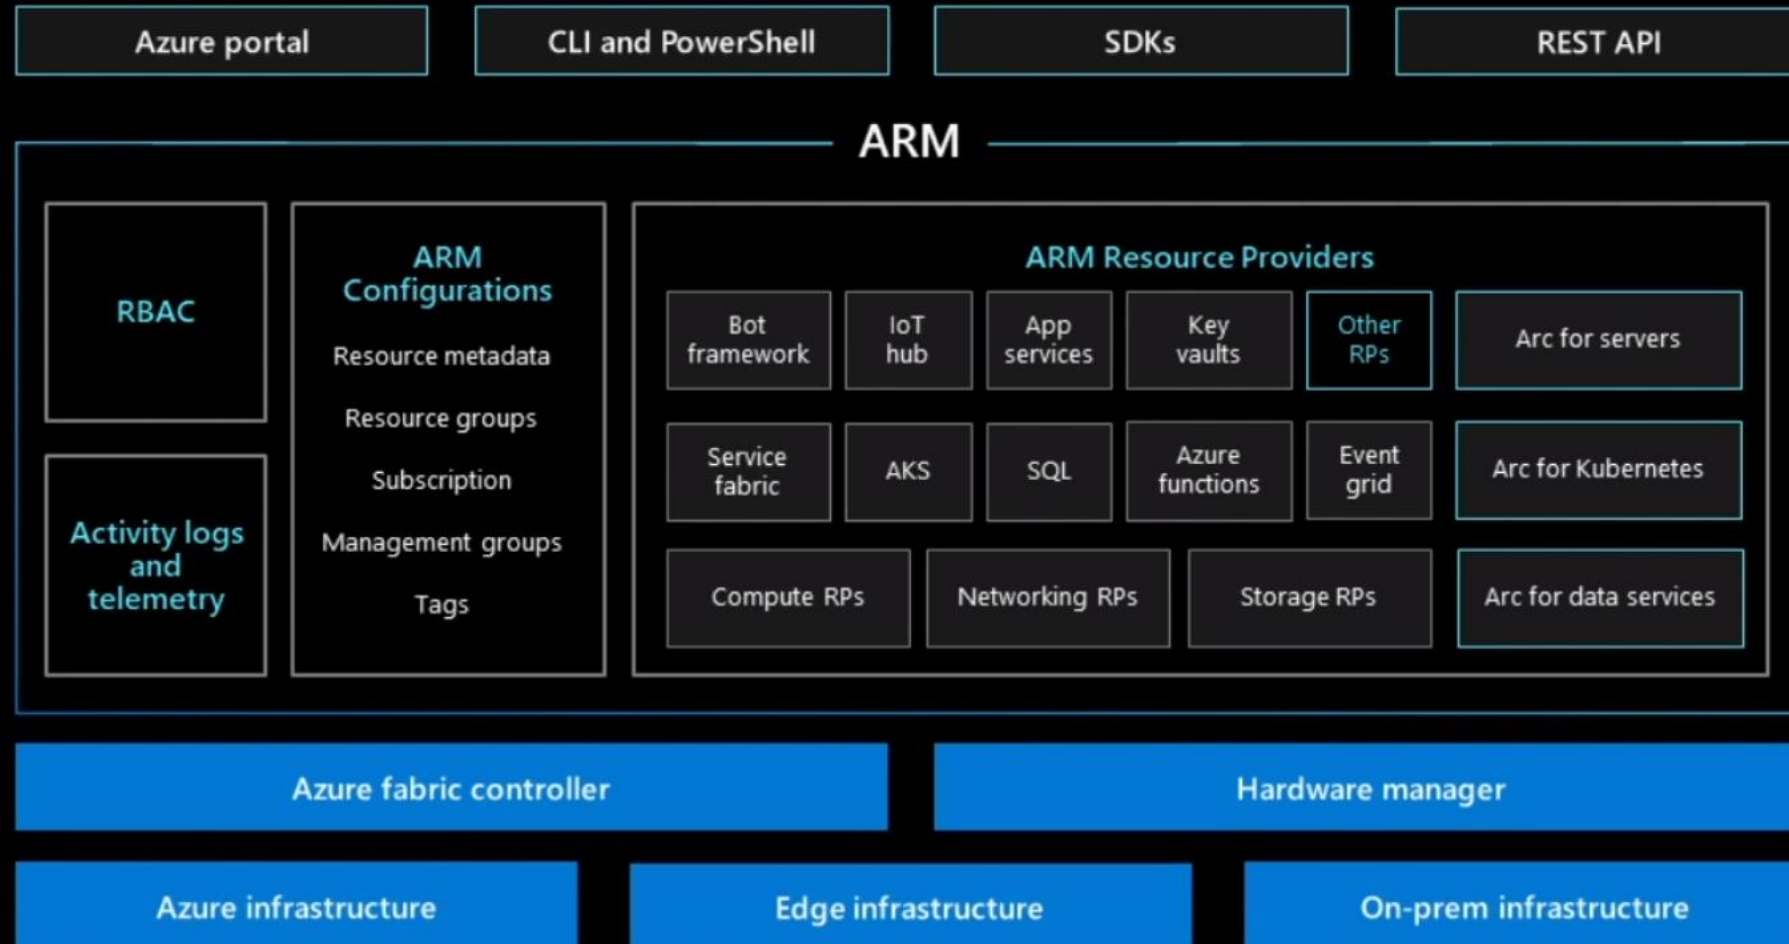 Azure portal
CLI and PowerShell
SDKs
REST API
ARM
RBAC
Activity logs
and
telemetry
ARM
Configurations
Resource metadata
Resource groups
Subscription
Management groups
Tags
ARM Resource Providers
Bot
framework
IoT
hub
App
services
Key
vaults
Other
RPs
Arc for servers
Service
fabric
AKS
SQL
Azure
functions
Event
grid
Arc for Kubernetes
Compute RPs
Networking RPs
Storage RPs
Arc for data services
Azure fabric controller
Hardware manager
Azure infrastructure
Edge infrastructure
On-prem infrastructure